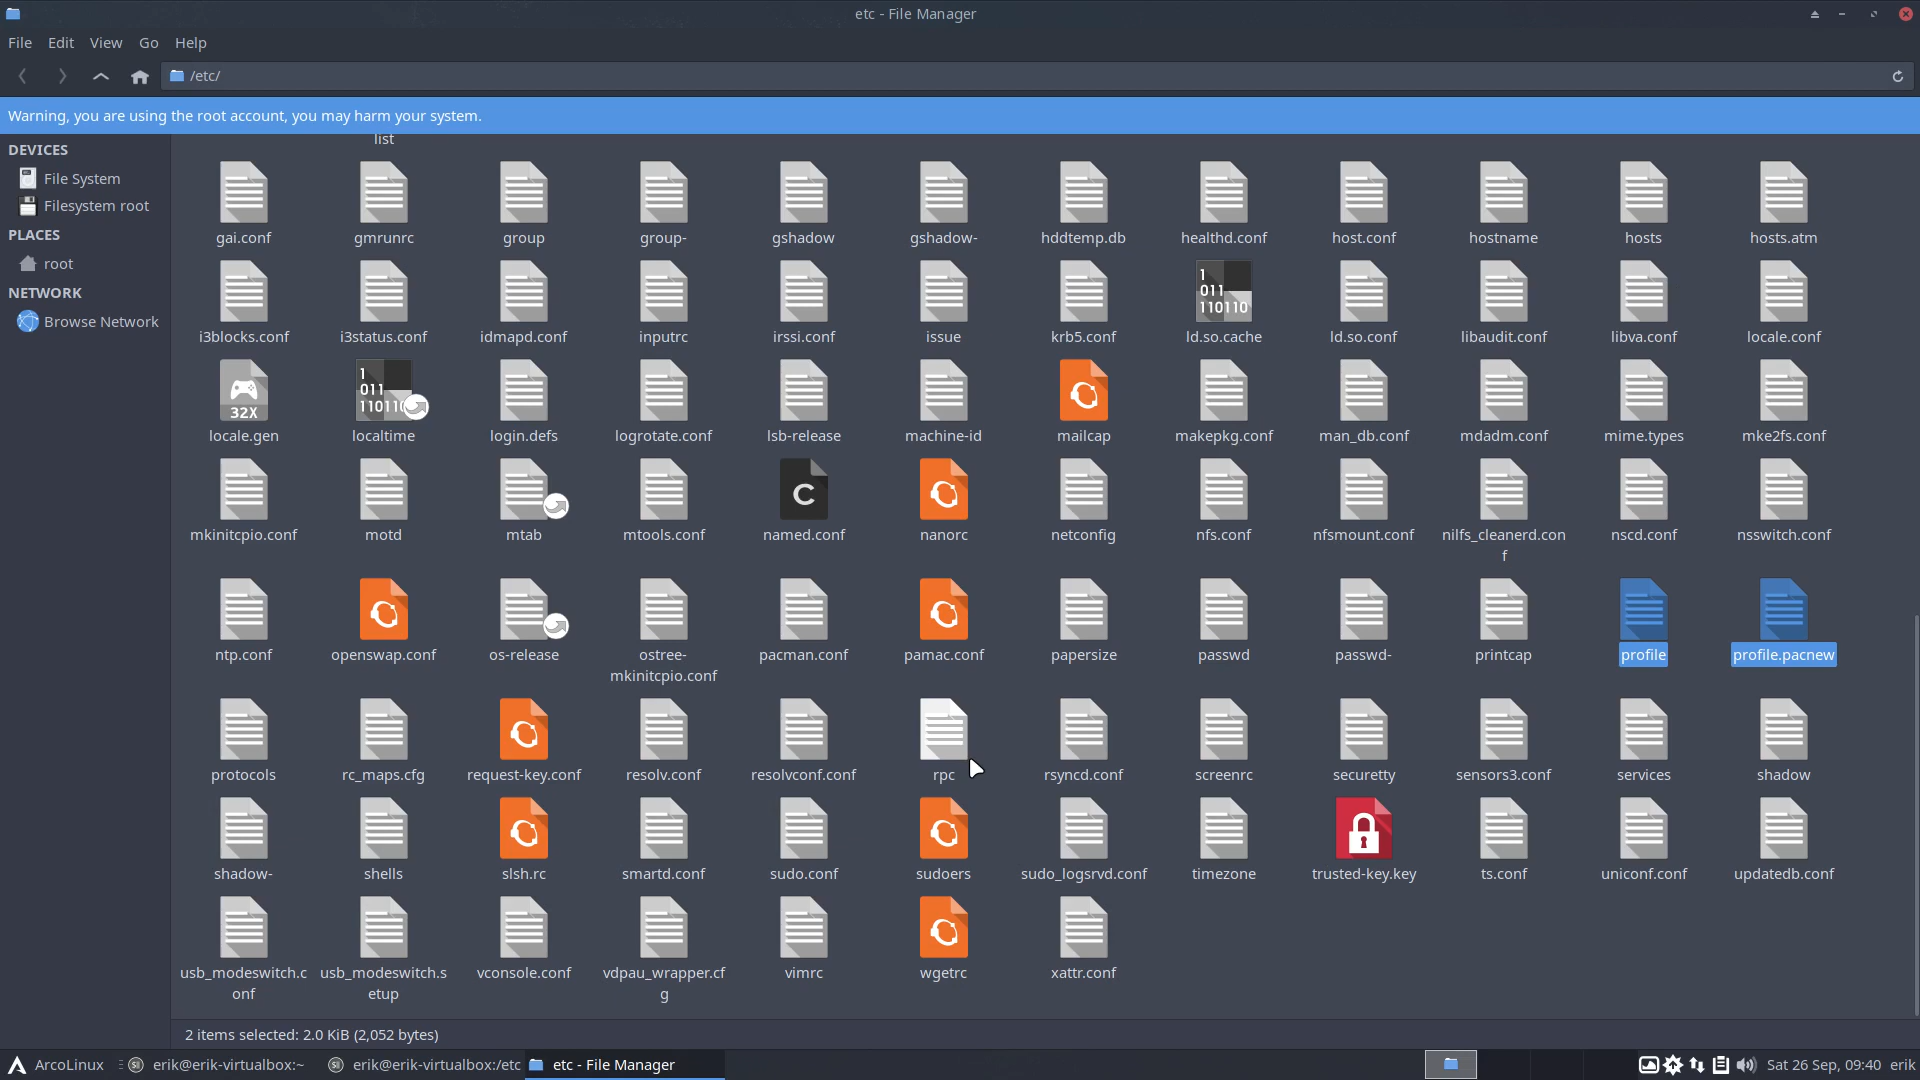 etc - File Manager
File Edit View Go Help
/etc/
Warning, you are using the root account, you may harm your system.
DEVICES
File System
Filesystem root
PLACES
root
NETWORK
Browse Network
list
gai.conf gmrunrc group group- gshadow gshadow- hddtemp.db healthd.conf host.conf hostname hosts hosts.atm
1
011
110110
i3blocks.conf i3status.conf idmapd.conf inputrc irssi.conf issue krb5.conf ld.so.cache ld.so.conf libaudit.conf libva.conf locale.conf
1
011
32X 11011
locale.gen localtime login.defs logrotate.conf lsb-release machine-id mailcap makepkg.conf man_db.conf mdadm.conf mime.types mke2fs.conf
C
mkinitcpio.conf motd mtab mtools.conf named.conf nanorc netconfig nfs.conf nfsmount.conf nilfs_cleanerd.con nscd.conf nsswitch.conf
f
ntp.conf openswap.conf os-release ostree- pacman.conf pamac.conf papersize passwd passwd- printcap profile profile.pacnew
mkinitcpio.conf
protocols rc_maps.cfg request-key.conf resolv.conf resolvconf.conf rpc rsyncd.conf screenrc securetty sensors3.conf services shadow
shadow- shells slsh.rc smartd.conf sudo.conf sudoers sudo_logsrvd.conf timezone trusted-key.key ts.conf uniconf.conf updatedb.conf
usb_modeswitch.c usb_modeswitch.s vconsole.conf vdpau_wrapper.cf vimrc wgetrc xattr.conf
onf etup g
2 items selected: 2.0 KiB (2,052 bytes)
ArcoLinux erik@erik-virtualbox:~ erik@erik-virtualbox:/etc etc - File Manager Sat 26 Sep, 09:40 erik